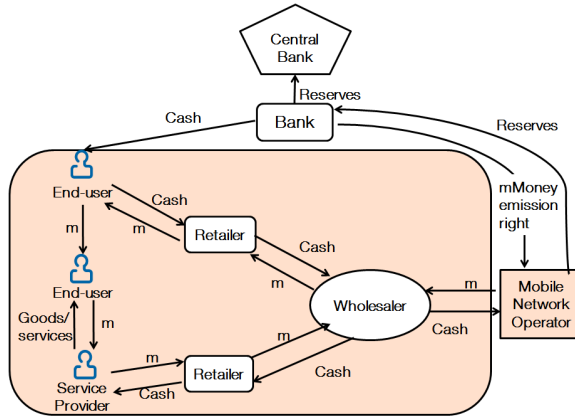 Central
Bank
Reserves
Cash
Bank
Reserves
mMoney
emission
right
End-user
Cash
m
m
Retailer
Cash
m
End-user
Goods/
services
m
Wholesaler
m
Cash
Mobile
Network
Operator
m
m
Retailer
Cash
Cash
Service
Provider